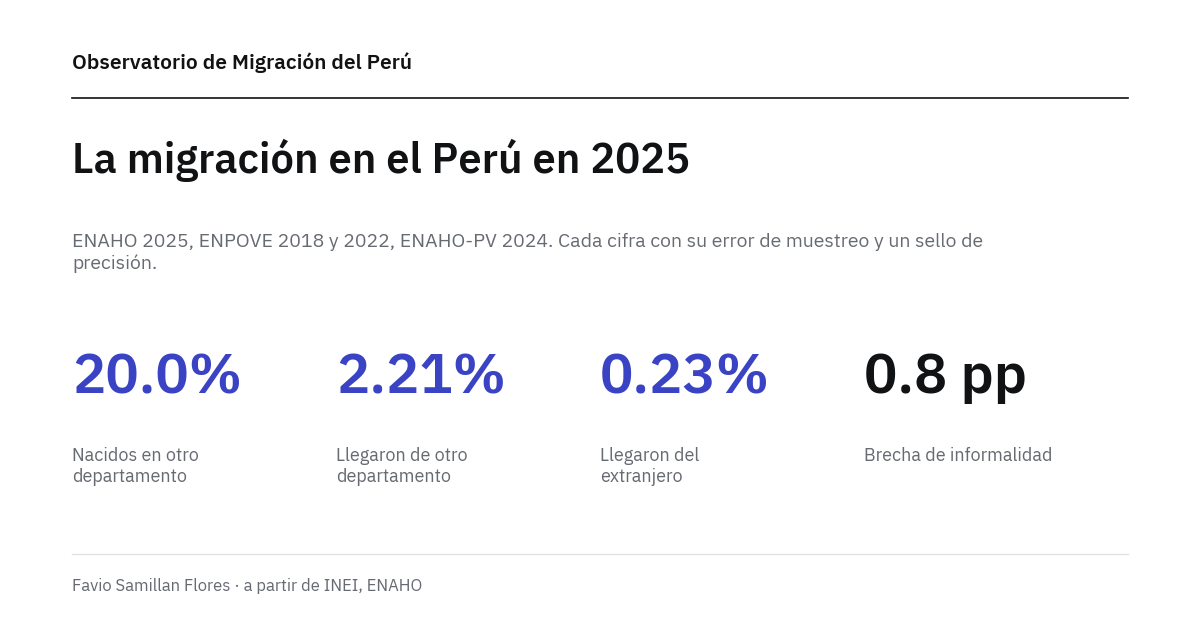 Observatorio de Migración del Perú
La migración en el Perú en 2025
ENAHO 2025, ENPOVE 2018 y 2022, ENAHO-PV 2024. Cada cifra con su error de muestreo y un sello de
precisión.
20.0%
Nacidos en otro
departamento
2.21%
Llegaron de otro
departamento
0.23%
Llegaron del
extranjero
0.8 pp
Brecha de informalidad
Favio Samillan Flores · a partir de INEI, ENAHO